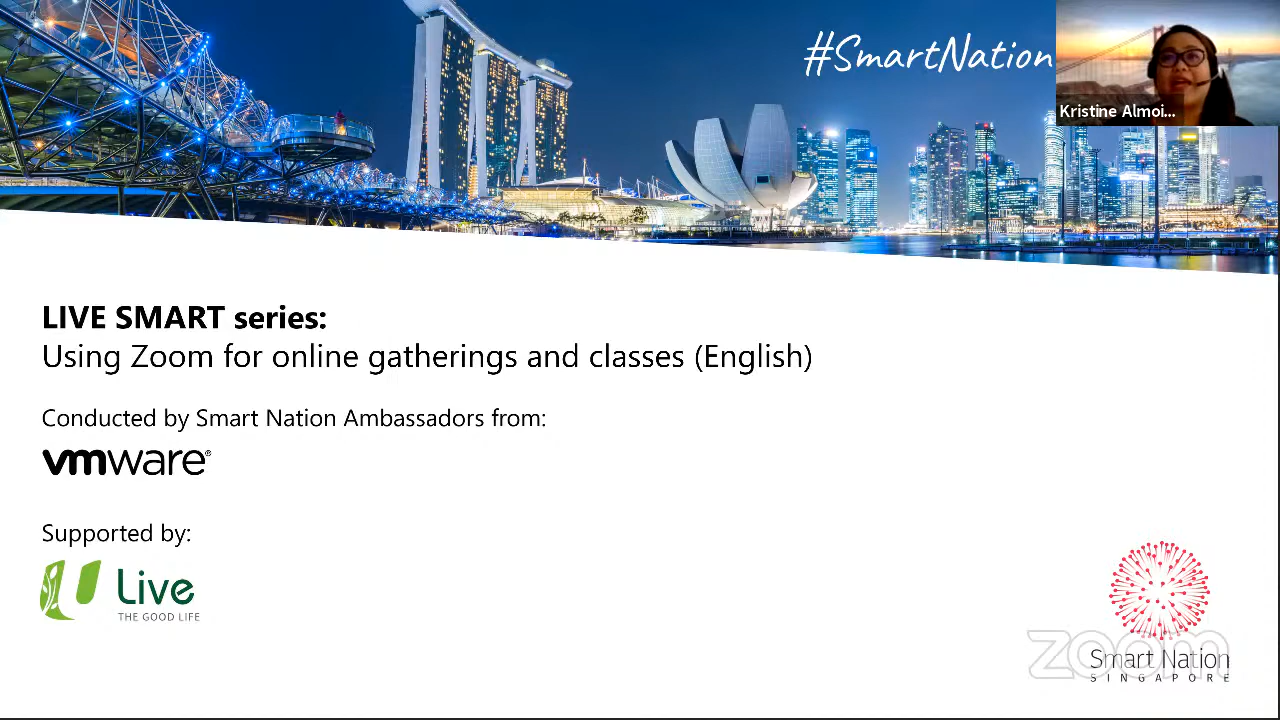 #SmartNation
Kristine Almoi...
LIVE SMART series:
Using Zoom for online gatherings and classes (English)
Conducted by Smart Nation Ambassadors from:
vmware®
Supported by:
U Live
THE GOOD LIFE
zoom
Smart Nation
SINGAPORE